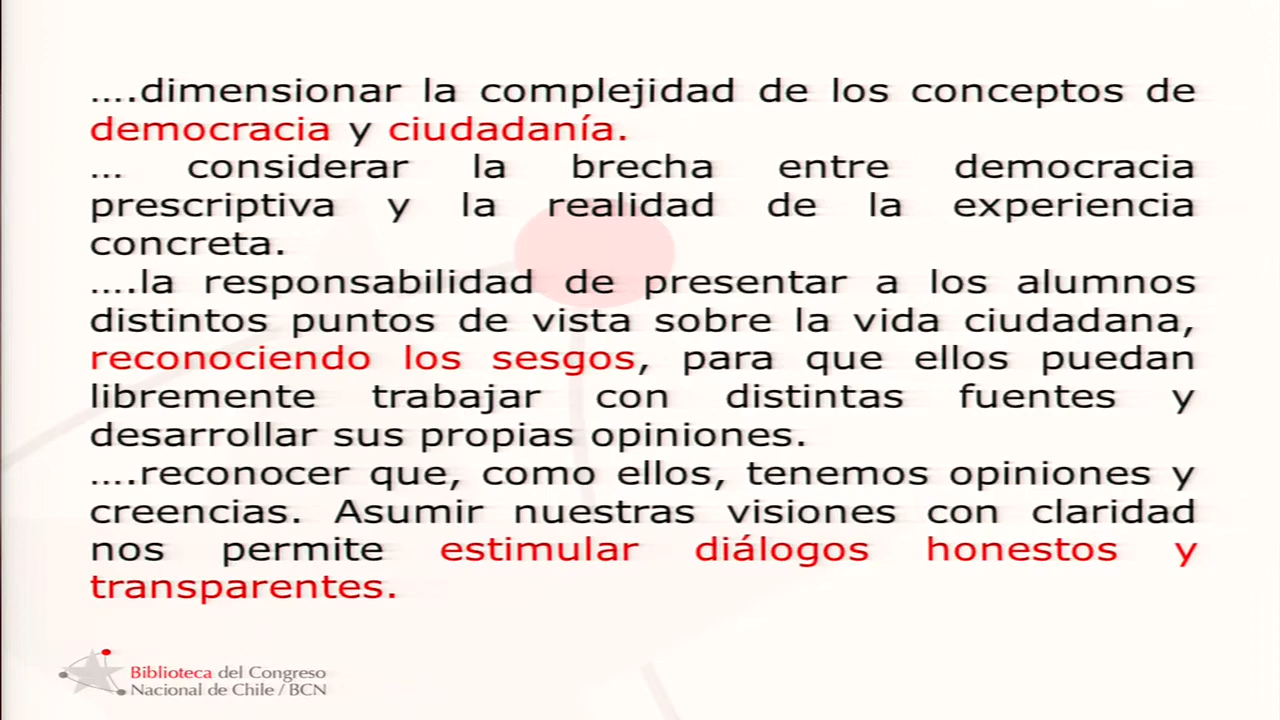 ....dimensionar la complejidad de los conceptos de
democracia y ciudadanía.
... considerar la brecha entre democracia
prescriptiva y la realidad de la experiencia
concreta.
....la responsabilidad de presentar a los alumnos
distintos puntos de vista sobre la vida ciudadana,
reconociendo los sesgos, para que ellos puedan
libremente trabajar con distintas fuentes y
desarrollar sus propias opiniones.
....reconocer que, como ellos, tenemos opiniones y
creencias. Asumir nuestras visiones con claridad
nos permite estimular diálogos honestos y
transparentes.
Biblioteca del Congreso
Nacional de Chile / BCN